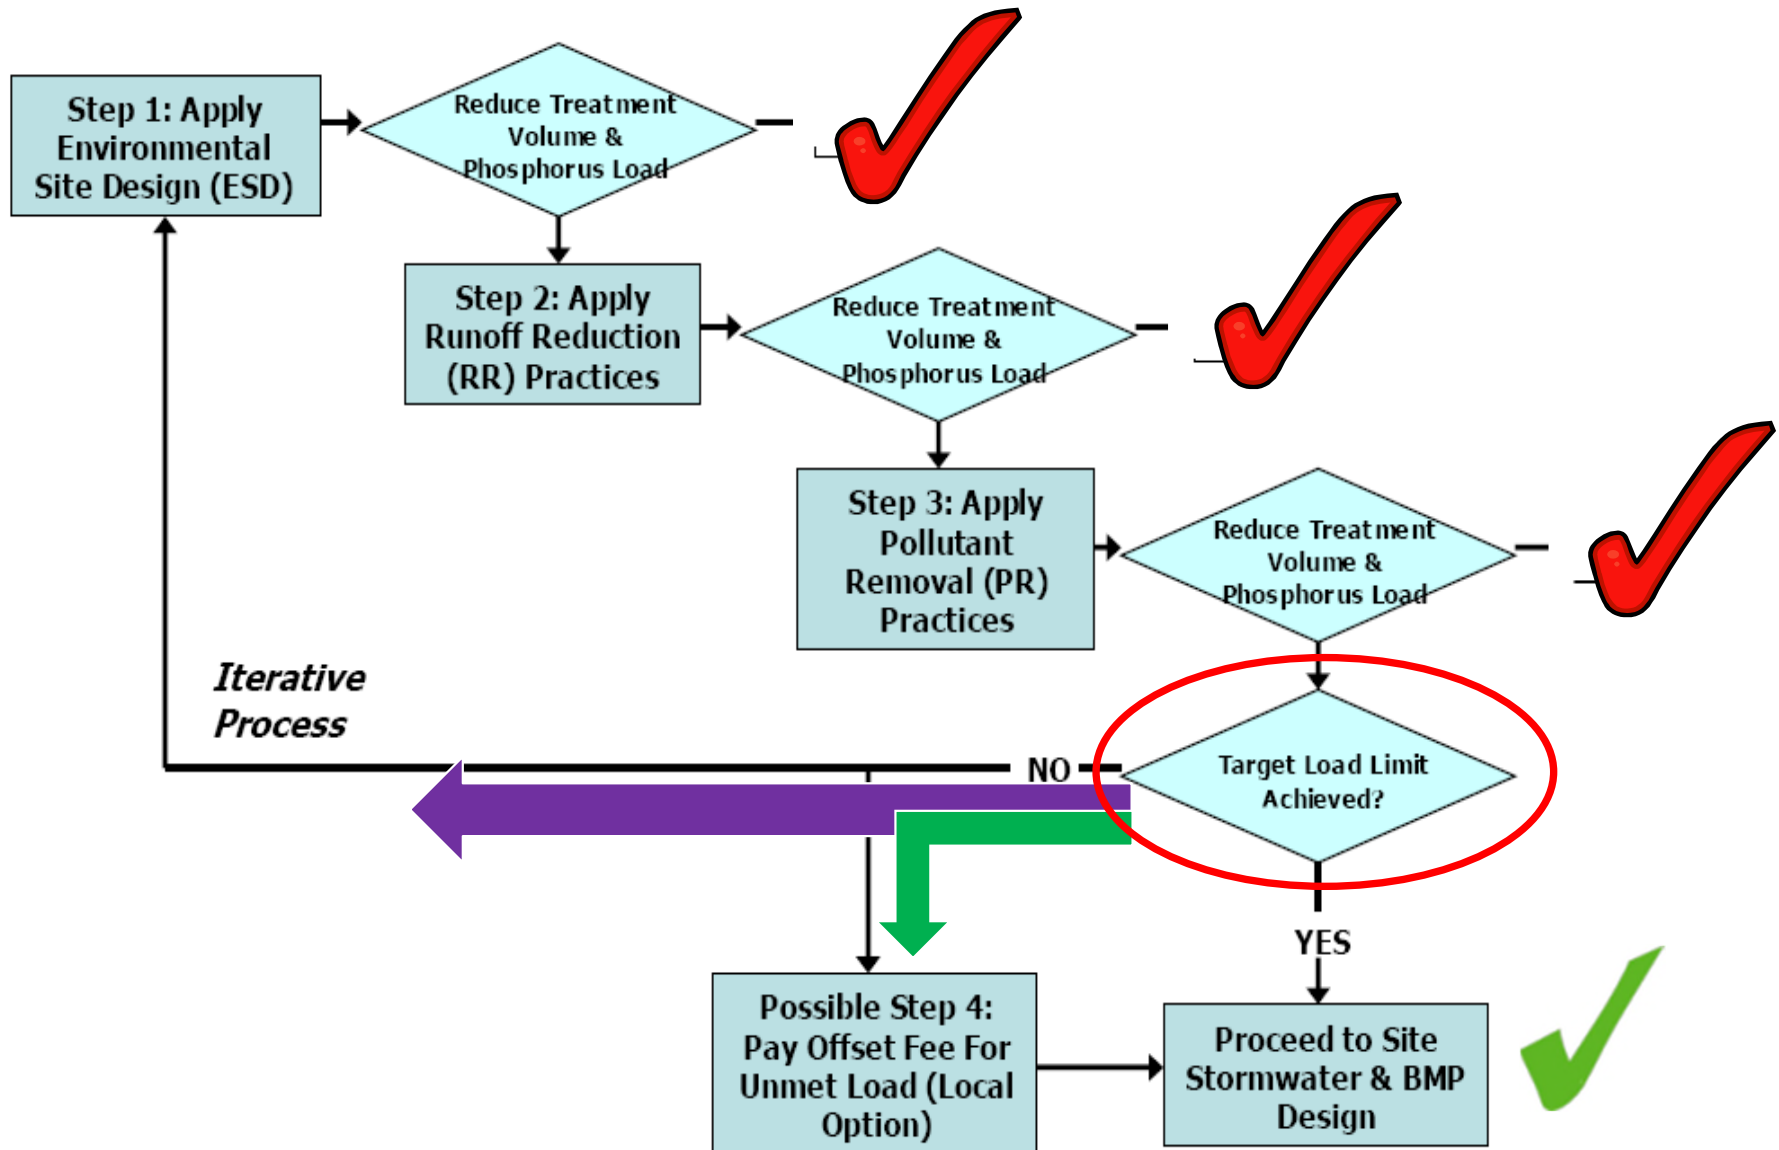 Step 1: Apply
Environmental
Site Design (ESD)
Reduce Treatment
Volume &
Phosphorus Load
Step 2: Apply
Runoff Reduction
(RR) Practices
Reduce Treatment
Volume &
Phosphorus Load
Step 3: Apply
Pollutant
Removal (PR)
Practices
Reduce Treatment
Volume &
Phosphorus Load
Iterative
Process
NO
Target Load Limit
Achieved?
YES
Possible Step 4:
Pay Offset Fee For
Unmet Load (Local
Option)
Proceed to Site
Stormwater & BMP
Design